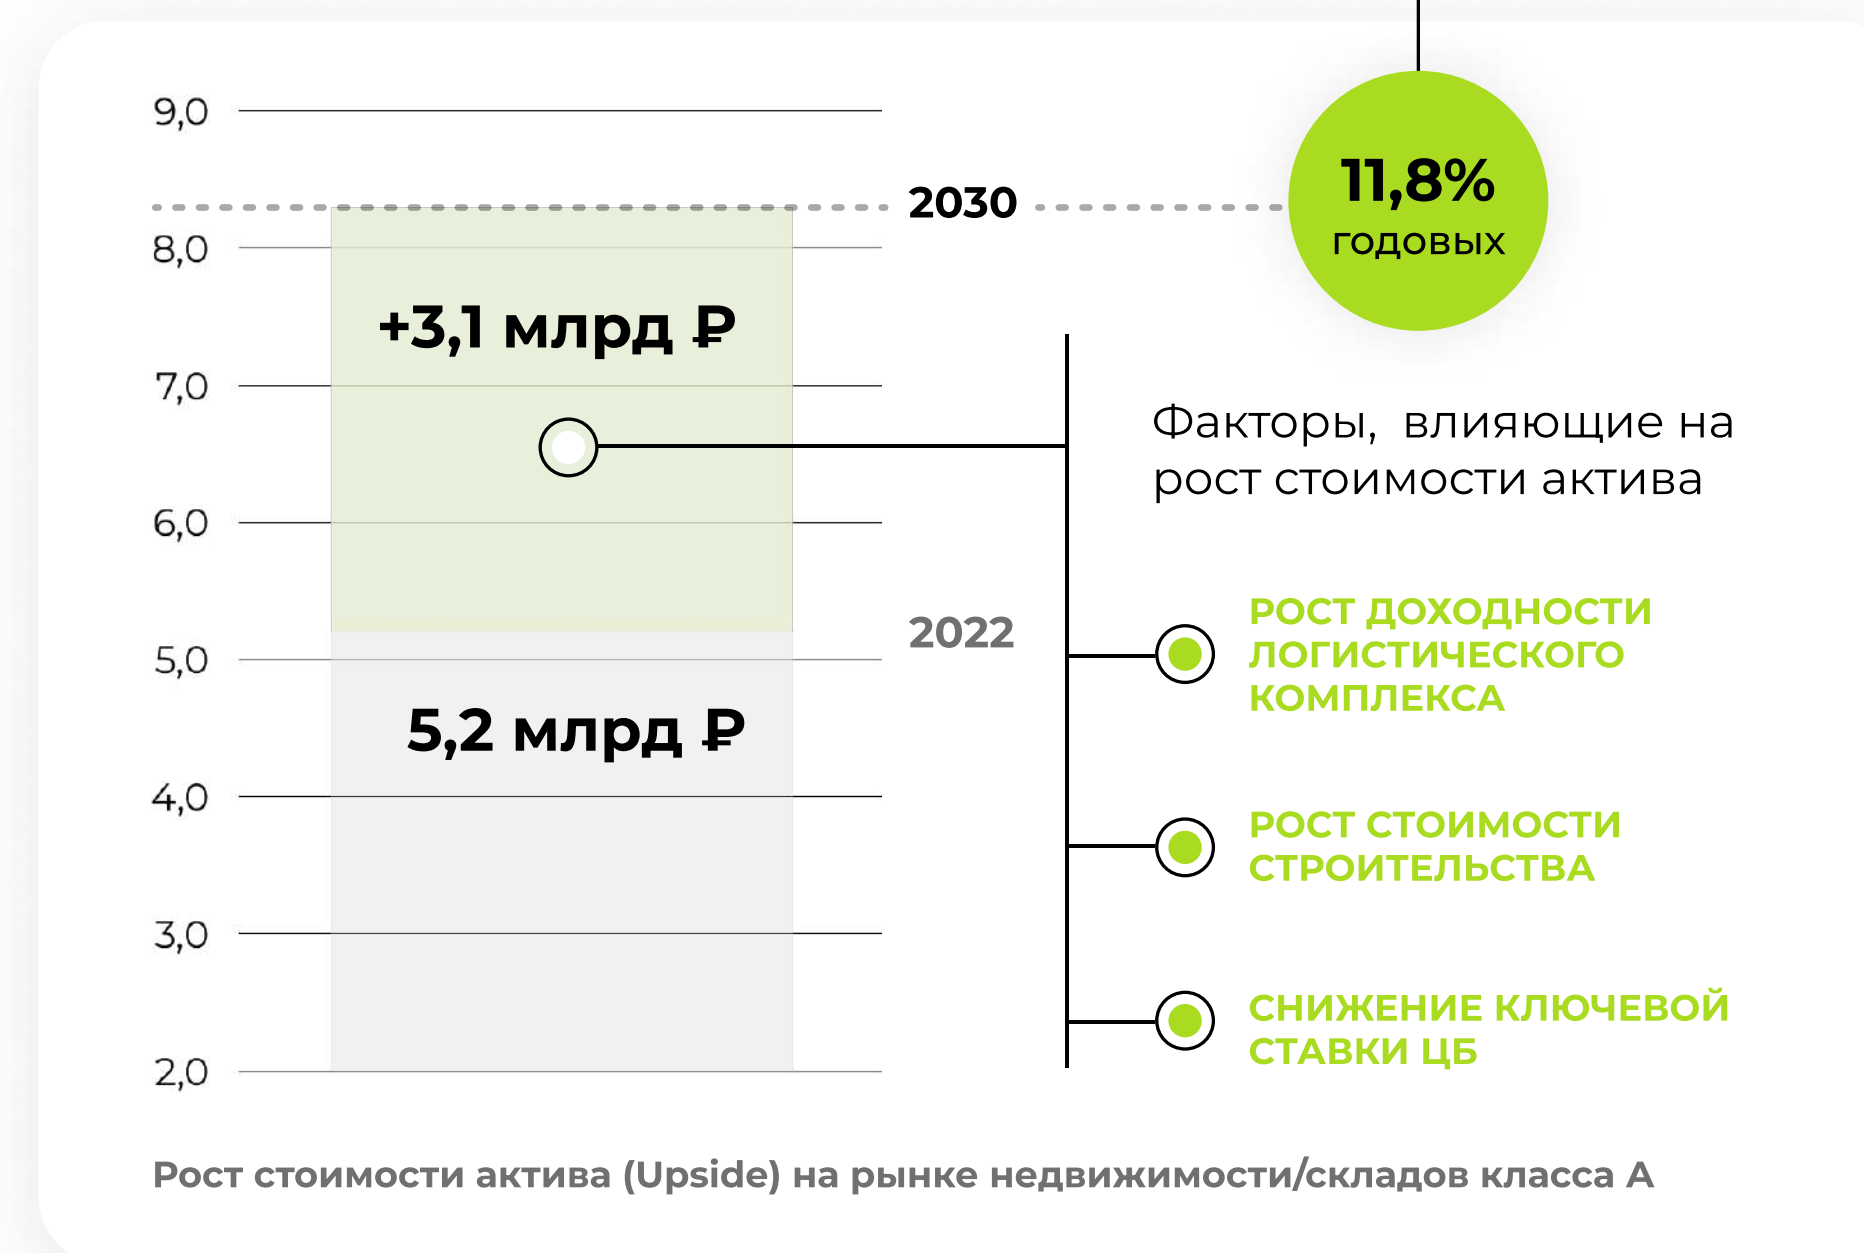 9,0
2030
11,8%
годовых
8,0
+3,1 млрд ₽
7,0
Факторы, влияющие на
рост стоимости актива
6,0
2022
5,0
РОСТ ДОХОДНОСТИ
ЛОГИСТИЧЕСКОГО
КОМПЛЕКСА
5,2 млрд ₽
4,0
РОСТ СТОИМОСТИ
СТРОИТЕЛЬСТВА
3,0
СНИЖЕНИЕ КЛЮЧЕВОЙ
СТАВКИ ЦБ
2,0
Рост стоимости актива (Upside) на рынке недвижимости/складов класса А